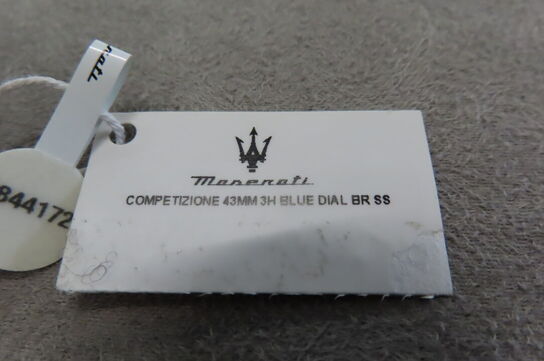 Maserati
COMPETIZIONE 43MM 3H BLUE DIAL BR SS
844172